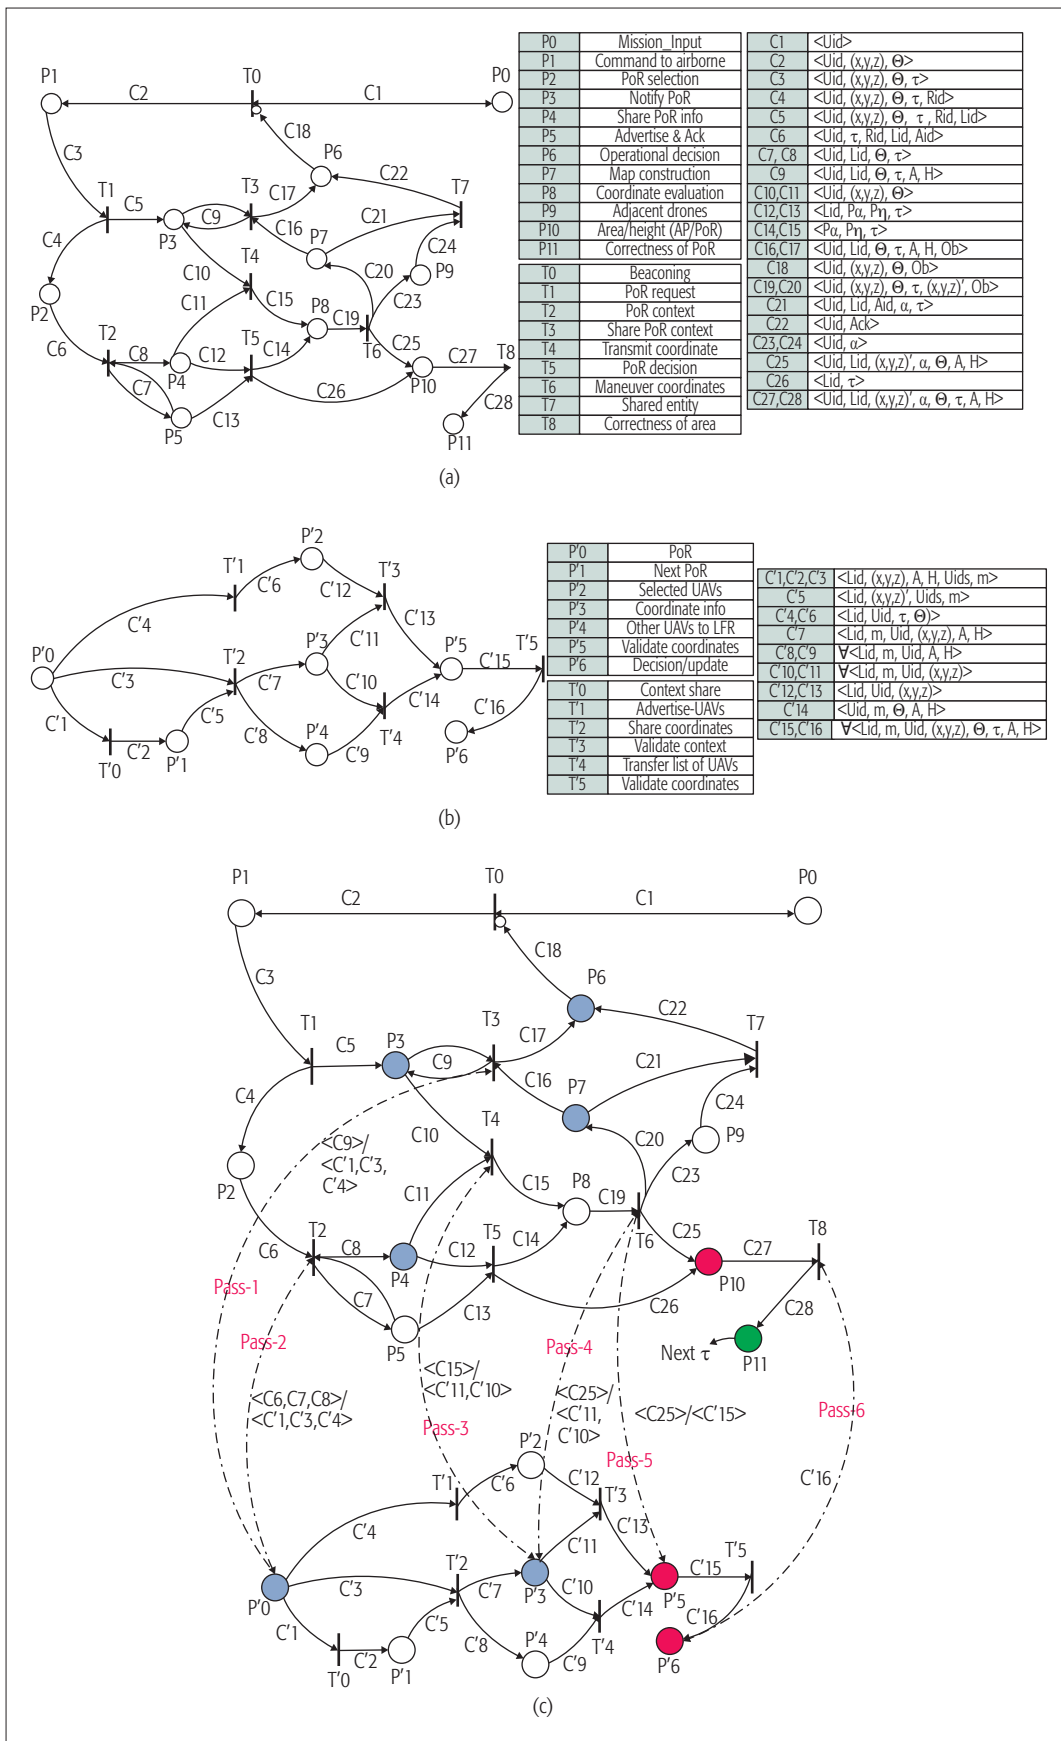 P1
T0
P0
C2
C1
C18
P6
C3
C22
T1
T3
C17
T7
C5
C9
C21
P3
C16
P7
C24
C4
C10
T4
C20
P9
P2
C11
C15
P8
C23
C19
T2
T5
T6
C6
C8
C12
C14
C25
P4
P10
C27
T8
C7
C26
P5
C13
C28
P11
(a)
P0 Mission_Input
P1 Command to airborne
P2 PoR selection
P3 Notify PoR
P4 Share PoR info
P5 Advertise & Ack
P6 Operational decision
P7 Map construction
P8 Coordinate evaluation
P9 Adjacent drones
P10 Area/height (AP/PoR)
P11 Correctness of PoR
T0 Beaconing
T1 PoR request
T2 PoR context
T3 Share PoR context
T4 Transmit coordinate
T5 PoR decision
T6 Maneuver coordinates
T7 Shared entity
T8 Correctness of area
C1 <Uid>
C2 <Uid, (x,y,z), Θ>
C3 <Uid, (x,y,z), Θ, τ>
C4 <Uid, (x,y,z), Θ, τ, Rid>
C5 <Uid, (x,y,z), Θ, τ , Rid, Lid>
C6 <Uid, τ, Rid, Lid, Aid>
C7, C8 <Uid, Lid, Θ, τ>
C9 <Uid, Lid, Θ, τ, A, H>
C10,C11 <Uid, (x,y,z), Θ>
C12,C13 <Lid, Pα, Pη, τ>
C14,C15 <Pα, Pη, τ>
C16,C17 <Uid, Lid, Θ, τ, A, H, Ob>
C18 <Uid, (x,y,z), Θ, Ob>
C19,C20 <Uid, (x,y,z), Θ, τ, (x,y,z)′, Ob>
C21 <Uid, Lid, Aid, α, τ>
C22 <Uid, Ack>
C23,C24 <Uid, α>
C25 <Uid, Lid, (x,y,z)′, α, Θ, A, H>
C26 <Lid, τ>
C27,C28 <Uid, Lid, (x,y,z)′, α, Θ, τ, A, H>
P′2
T′1
C′6
C′12
T′3
C′4
C′13
P′3
C′11
P′0
T′2
P′5
T′5
C′3
C′7
C′10
C′15
C′5
C′14
C′1
C′8
P′4
C′16
C′2
C′9
T′4
T′0
P′1
P′6
(b)
P′0 PoR
P′1 Next PoR
P′2 Selected UAVs
P′3 Coordinate info
P′4 Other UAVs to LFR
P′5 Validate coordinates
P′6 Decision/update
T′0 Context share
T′1 Advertise-UAVs
T′2 Share coordinates
T′3 Validate context
T′4 Transfer list of UAVs
T′5 Validate coordinates
C′1,C′2,C′3 <Lid, (x,y,z), A, H, Uids, m>
C′5 <Lid, (x,y,z)′, Uids, m>
C′4,C′6 <Lid, Uid, τ, Θ)>
C′7 <Lid, m, Uid, (x,y,z), A, H>
C′8,C′9 ∀<Lid, m, Uid, A, H>
C′10,C′11 ∀<Lid, m, Uid, (x,y,z)>
C′12,C′13 <Lid, Uid, (x,y,z)>
C′14 <Uid, m, Θ, A, H>
C′15,C′16 ∀<Lid, m, Uid, (x,y,z), Θ, τ, A, H>
P1
T0
P0
C2
C1
C18
C3
P6
C22
T1
P3
T3
C17
T7
C5
C9
C21
C16
P7
C4
C24
C10
T4
C20
P9
<C9>/
<C′1,C′3,
C′4>
P2
C11
C15
P8
C23
C19
C6
T2
C8
C12
T5
C14
T6
C25
T8
P4
C27
Pass-1
C7
C13
C26
P10
C28
Pass-2
P5
Pass-4
Next τ
P11
<C15>/
<C′11,C′10>
<C6,C7,C8>/
<C′1,C′3,C′4>
<C25>/
<C′11,
C′10>
<C25>/<C′15>
Pass-6
Pass-3
P′2
Pass-5
T′1
C′6
C′12
C′16
T′3
C′4
C′13
C′11
T′2
T′5
C′3
C′7
P′3
C′10
C′15
P′0
P′5
C′14
C′1
C′5
C′8
P′4
T′4
C′16
C′2
C′9
T′0
P′1
P′6
(c)